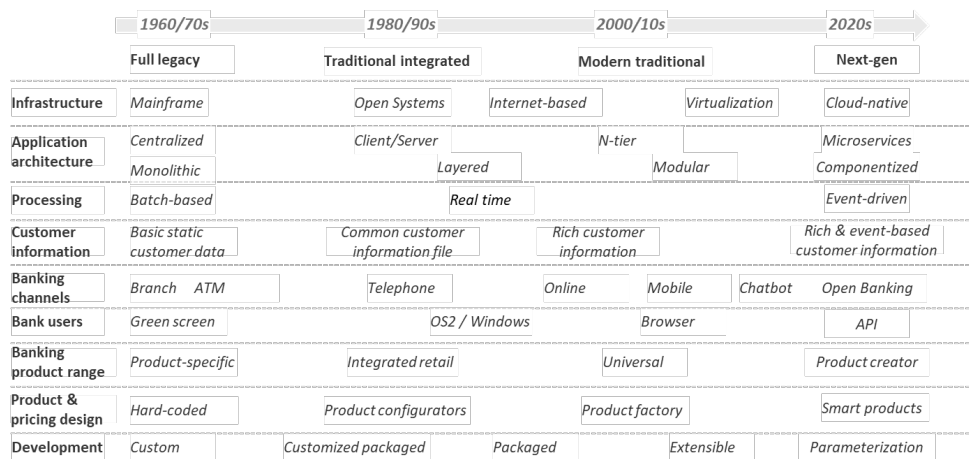 1960/70s 1980/90s 2000/10s 2020s
Full legacy Traditional integrated Modern traditional Next-gen
Infrastructure Mainframe Open Systems Internet-based Virtualization Cloud-native
Application architecture
Centralized Client/Server N-tier Microservices
Monolithic Layered Modular Componentized
Processing Batch-based Real time Event-driven
Customer information
Basic static customer data
Common customer information file
Rich customer information
Rich & event-based customer information
Banking channels
Branch ATM Telephone Online Mobile Chatbot Open Banking
Bank users Green screen OS2 / Windows Browser API
Banking product range
Product-specific Integrated retail Universal Product creator
Product & pricing design
Hard-coded Product configurators Product factory Smart products
Development Custom Customized packaged Packaged Extensible Parameterization